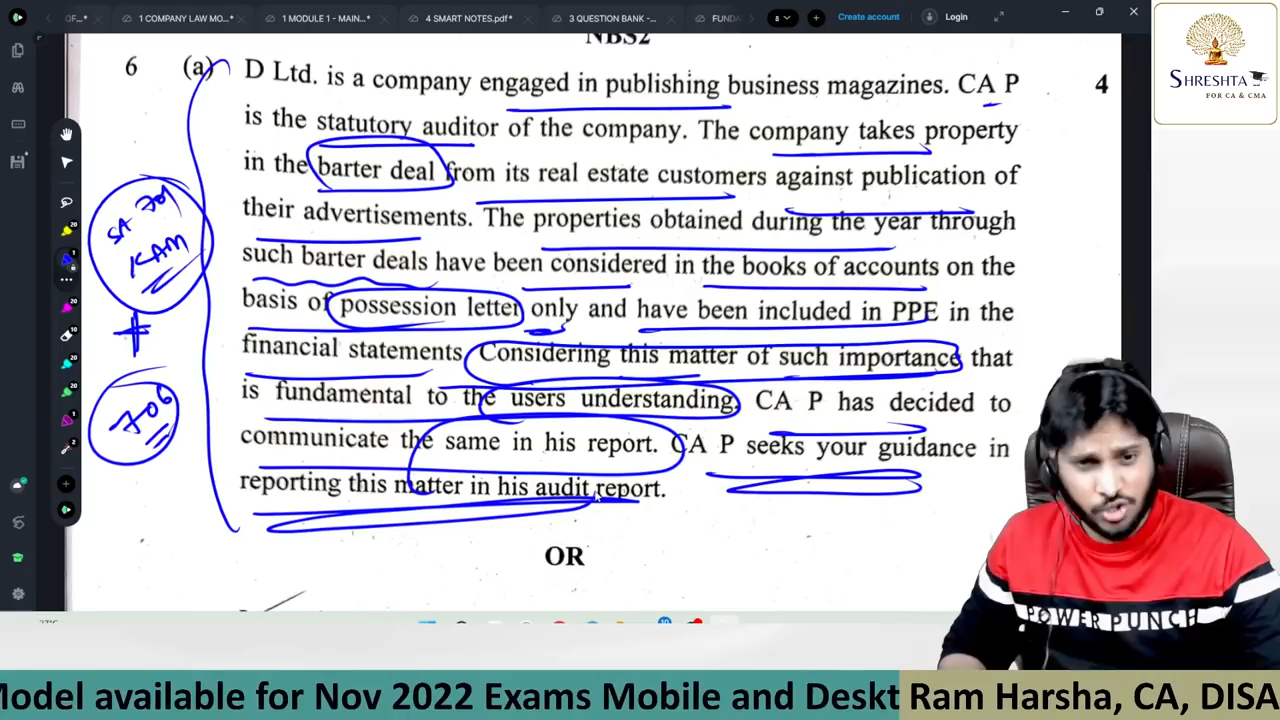 1 COMPANY LAW MO...*
1 MODULE 1 - MAIN...*
4 SMART NOTES.pdf*
3 QUESTION BANK -...
8
Create account
Login
SHRESHTA
FOR CA & CMA
NBS2
6 (a) D Ltd. is a company engaged in publishing business magazines. CA P 4
is the statutory auditor of the company. The company takes property
in the barter deal from its real estate customers against publication of
their advertisements. The properties obtained during the year through
such barter deals have been considered in the books of accounts on the
basis of possession letter only and have been included in PPE in the
financial statements. Considering this matter of such importance that
is fundamental to the users understanding. CA P has decided to
communicate the same in his report. CA P seeks your guidance in
reporting this matter in his audit report.
OR
SA 701
KAM
+
706
POWER PUNCH
Model available for Nov 2022 Exams Mobile and Deskt
Ram Harsha, CA, DISA